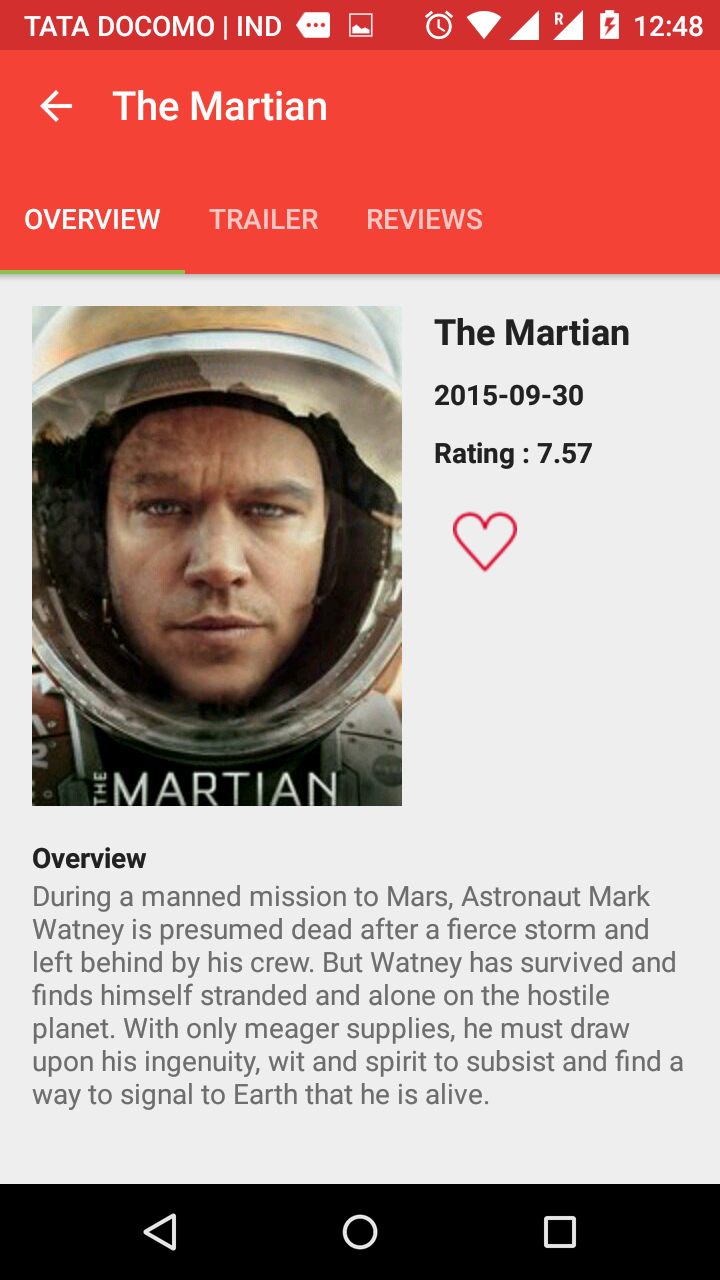 TATA DOCOMO | IND
R
12:48
The Martian
OVERVIEW
TRAILER
REVIEWS
THE MARTIAN
The Martian
2015-09-30
Rating : 7.57
Overview
During a manned mission to Mars, Astronaut Mark
Watney is presumed dead after a fierce storm and
left behind by his crew. But Watney has survived and
finds himself stranded and alone on the hostile
planet. With only meager supplies, he must draw
upon his ingenuity, wit and spirit to subsist and find a
way to signal to Earth that he is alive.